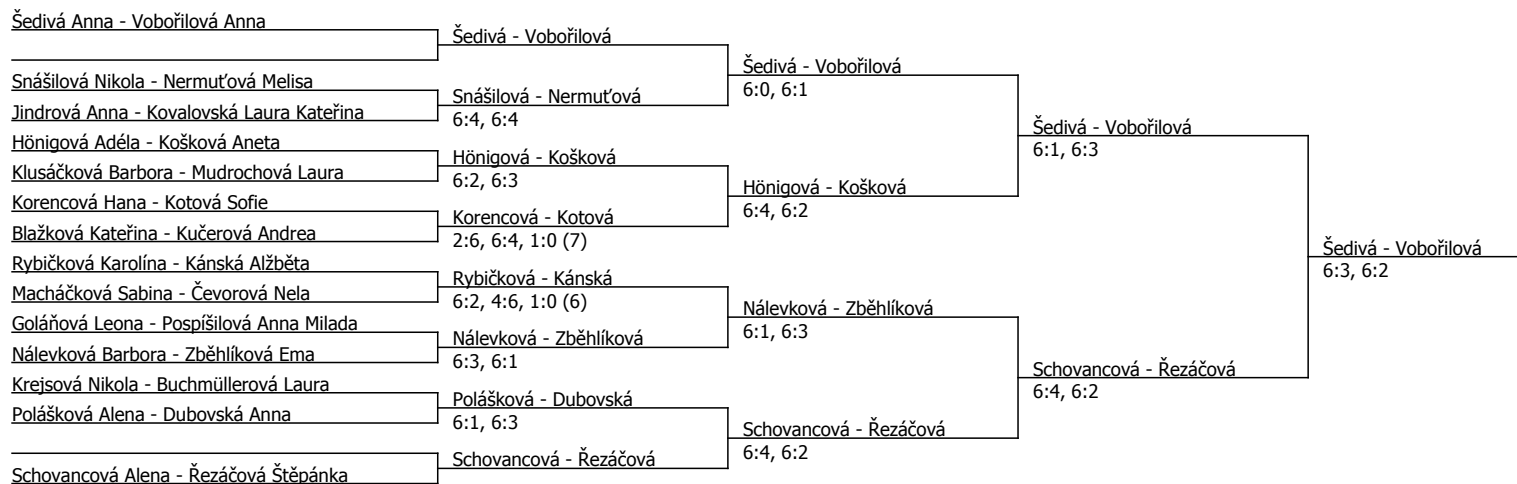 Šedivá Anna - Vobořilová Anna
Snášilová Nikola - Nermuťová Melisa
Jindrová Anna - Kovalovská Laura Kateřina
Hönigová Adéla - Košková Aneta
Klusáčková Barbora - Mudrochová Laura
Korencová Hana - Kotová Sofie
Blažková Kateřina - Kučerová Andrea
Rybičková Karolína - Kánská Alžběta
Macháčková Sabina - Čevorová Nela
Goláňová Leona - Pospíšilová Anna Milada
Nálevková Barbora - Zběhlíková Ema
Krejsová Nikola - Buchmüllerová Laura
Polášková Alena - Dubovská Anna
Schovancová Alena - Řezáčová Štěpánka
Šedivá - Vobořilová
Snášilová - Nermuťová
6:4, 6:4
Hönigová - Košková
6:2, 6:3
Korencová - Kotová
2:6, 6:4, 1:0 (7)
Rybičková - Kánská
6:2, 4:6, 1:0 (6)
Nálevková - Zběhlíková
6:3, 6:1
Polášková - Dubovská
6:1, 6:3
Schovancová - Řezáčová
Šedivá - Vobořilová
6:0, 6:1
Hönigová - Košková
6:4, 6:2
Nálevková - Zběhlíková
6:1, 6:3
Schovancová - Řezáčová
6:4, 6:2
Šedivá - Vobořilová
6:1, 6:3
Schovancová - Řezáčová
6:4, 6:2
Šedivá - Vobořilová
6:3, 6:2